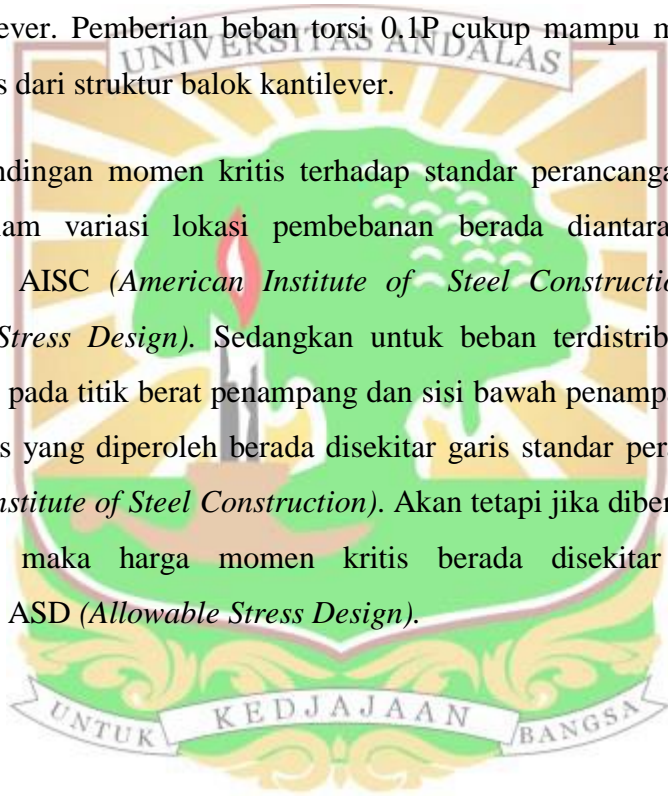 ever. Pemberian beban torsi 0.1P cukup mampu m
UNIVERSITAS ANDALAS
s dari struktur balok kantilever.
ndingan momen kritis terhadap standar perancanga
lam variasi lokasi pembebanan berada diantara
AISC (American Institute of Steel Constructio
Stress Design). Sedangkan untuk beban terdistrib
pada titik berat penampang dan sisi bawah penampa
s yang diperoleh berada disekitar garis standar per
nstitute of Steel Construction). Akan tetapi jika diber
maka harga momen kritis berada disekitar
ASD (Allowable Stress Design).
UNTUK KEDJAJAAN BANGSA